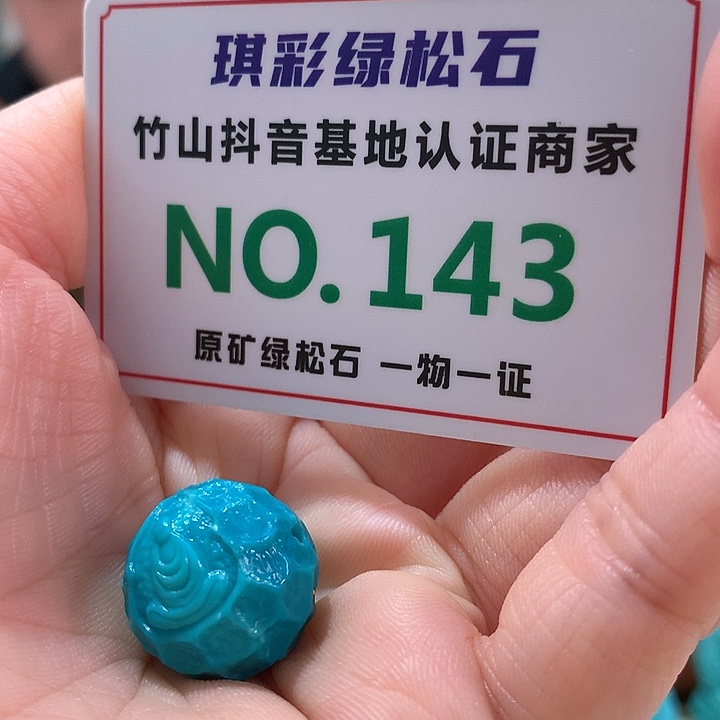 琪彩绿松石
竹山抖音基地认证商家
NO.143
原矿绿松石 一物一证